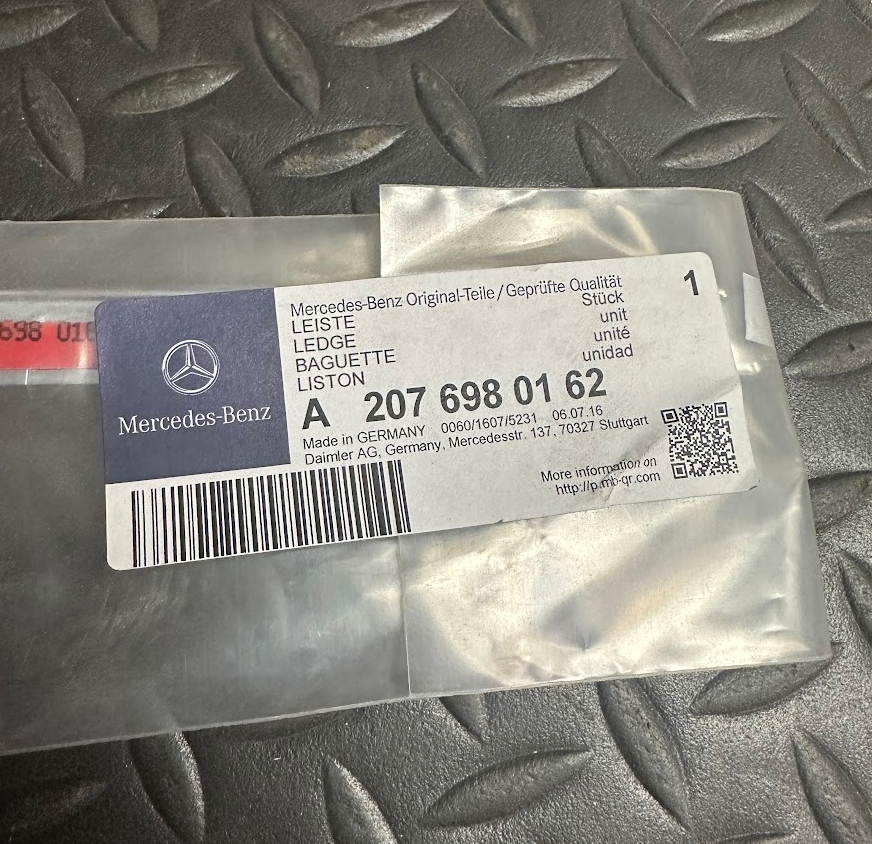 698 016
Mercedes-Benz
Mercedes-Benz Original-Teile / Geprüfte Qualität
1
LEISTE
Stück
LEDGE
unit
BAGUETTE
unité
LISTON
unidad
A 207 698 01 62
Made in GERMANY 0060/1607/5231 06.07.16
Daimler AG, Germany, Mercedesstr. 137, 70327 Stuttgart
More information on
http://p.mb-qr.com